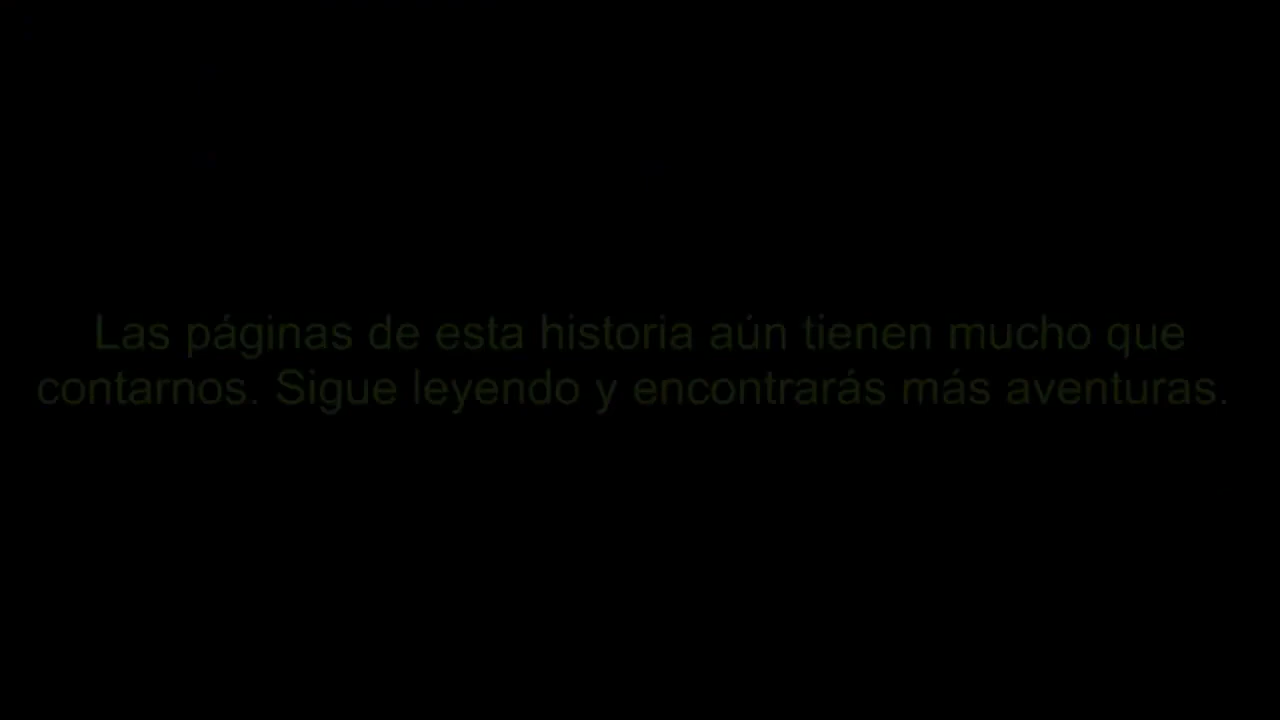 Las páginas de esta historia aún tienen mucho que
contarnos. Sigue leyendo y encontrarás más aventuras.